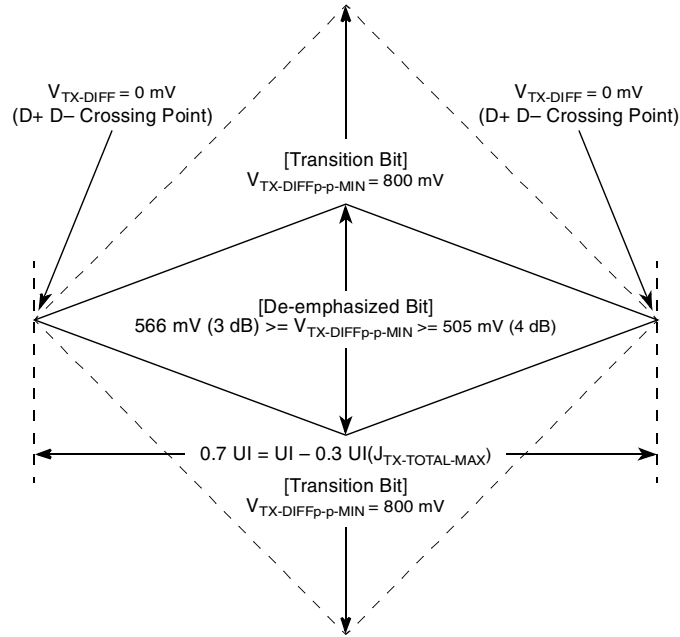 V_TX-DIFF = 0 mV
(D+ D– Crossing Point)
V_TX-DIFF = 0 mV
(D+ D– Crossing Point)
[Transition Bit]
V_TX-DIFFp-p-MIN = 800 mV
[De-emphasized Bit]
566 mV (3 dB) >= V_TX-DIFFp-p-MIN >= 505 mV (4 dB)
0.7 UI = UI – 0.3 UI(J_TX-TOTAL-MAX)
[Transition Bit]
V_TX-DIFFp-p-MIN = 800 mV